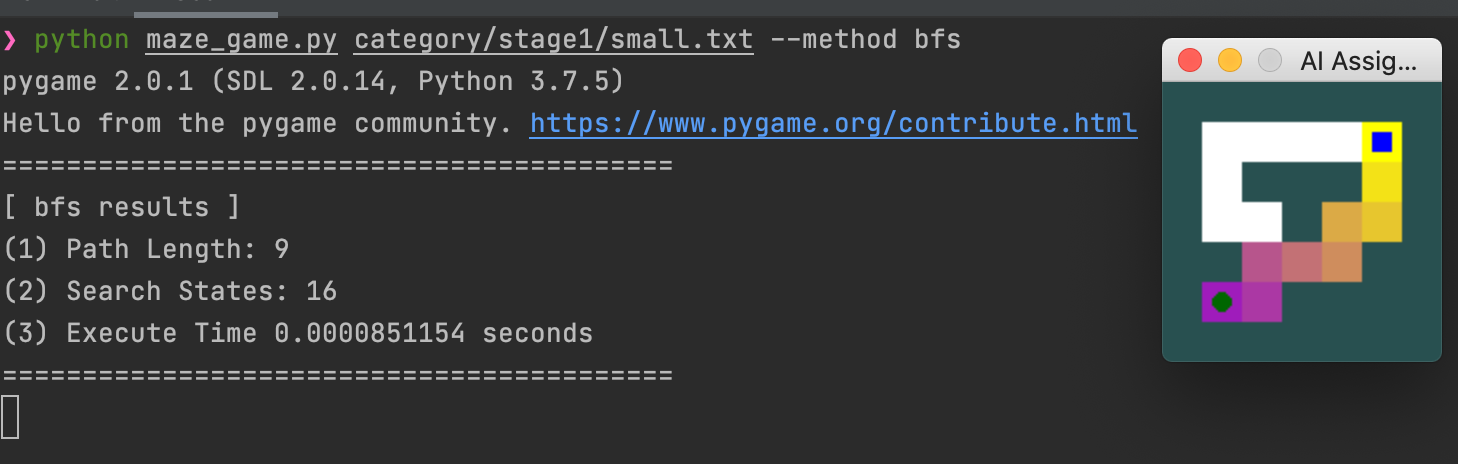 ❯ python maze_game.py category/stage1/small.txt --method bfs
pygame 2.0.1 (SDL 2.0.14, Python 3.7.5)
Hello from the pygame community. https://www.pygame.org/contribute.html
==========================================
[ bfs results ]
(1) Path Length: 9
(2) Search States: 16
(3) Execute Time 0.0000851154 seconds
==========================================
AI Assig...